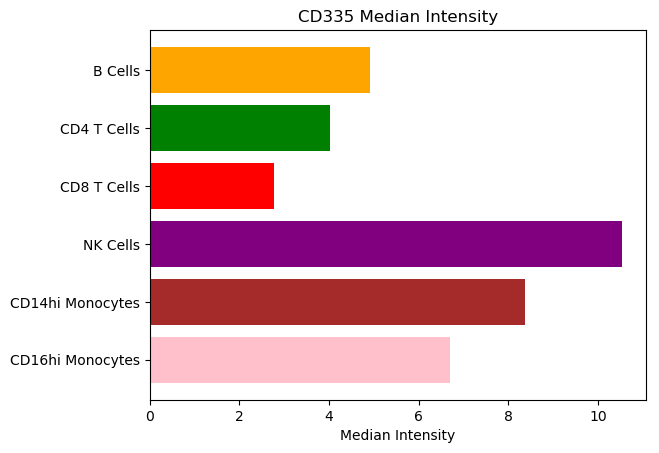 CD335 Median Intensity
B Cells
CD4 T Cells
CD8 T Cells
NK Cells
CD14hi Monocytes
CD16hi Monocytes
0 2 4 6 8 10
Median Intensity